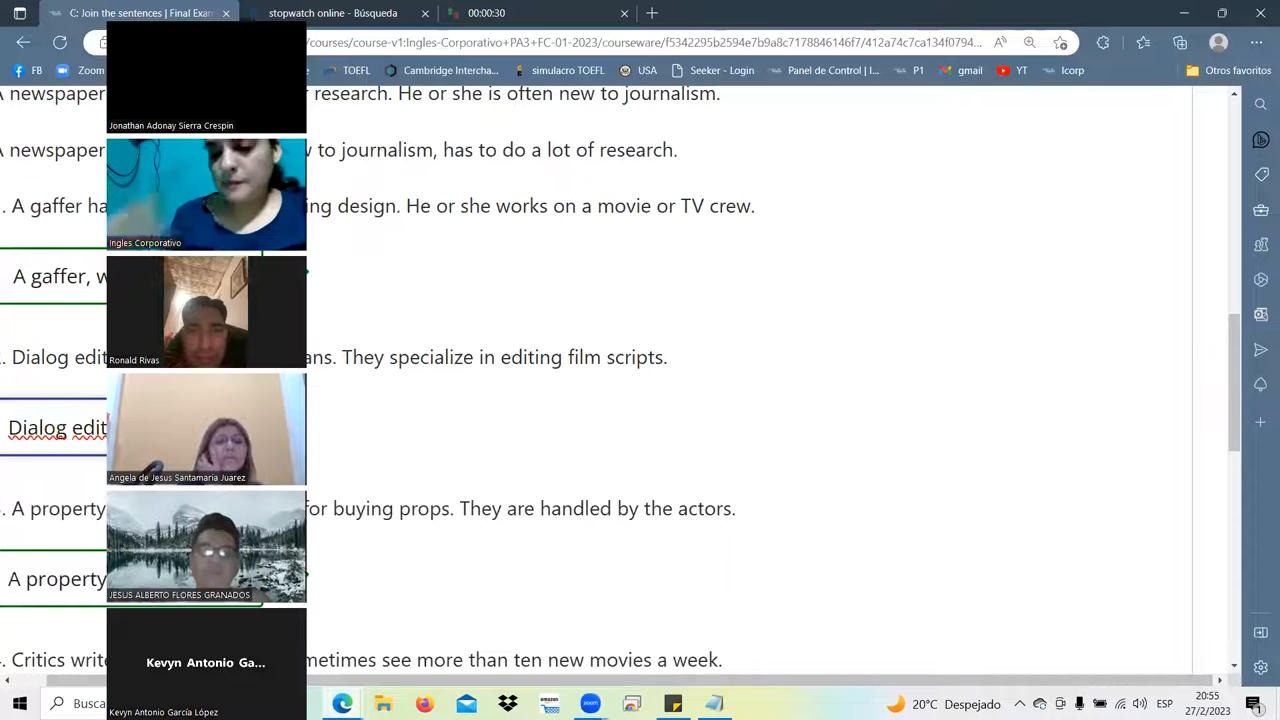 Join the sentences | Final Exam
stopwatch online - Búsqueda
00:00:30
/courses/course-v1:Ingles-Corporativo+PA3+FC-01-2023/courseware/f5342295b2594e7b9a8c7178846146f7/412a74c7ca134f0794...
FB
Zoom
TOEFL
Cambridge Intercha...
simulacro TOEFL
USA
Seeker - Login
Panel de Control | I...
P1
gmail
YT
Icorp
Otros favoritos
A newspaper
r research. He or she is often new to journalism.
Jonathan Adonay Sierra Crespin
A newspaper
w to journalism, has to do a lot of research.
. A gaffer ha
ing design. He or she works on a movie or TV crew.
Ingles Corporativo
A gaffer, w
Ronald Rivas
. Dialog edit
ans. They specialize in editing film scripts.
Dialog edit
Angela de Jesus Santamaria Juarez
. A property
for buying props. They are handled by the actors.
A property
JESUS ALBERTO FLORES GRANADOS
. Critics write
metimes see more than ten new movies a week.
Kevyn Antonio Ga...
Kevyn Antonio García López
Busca
20°C Despejado
ESP
20:55
27/2/2023
1